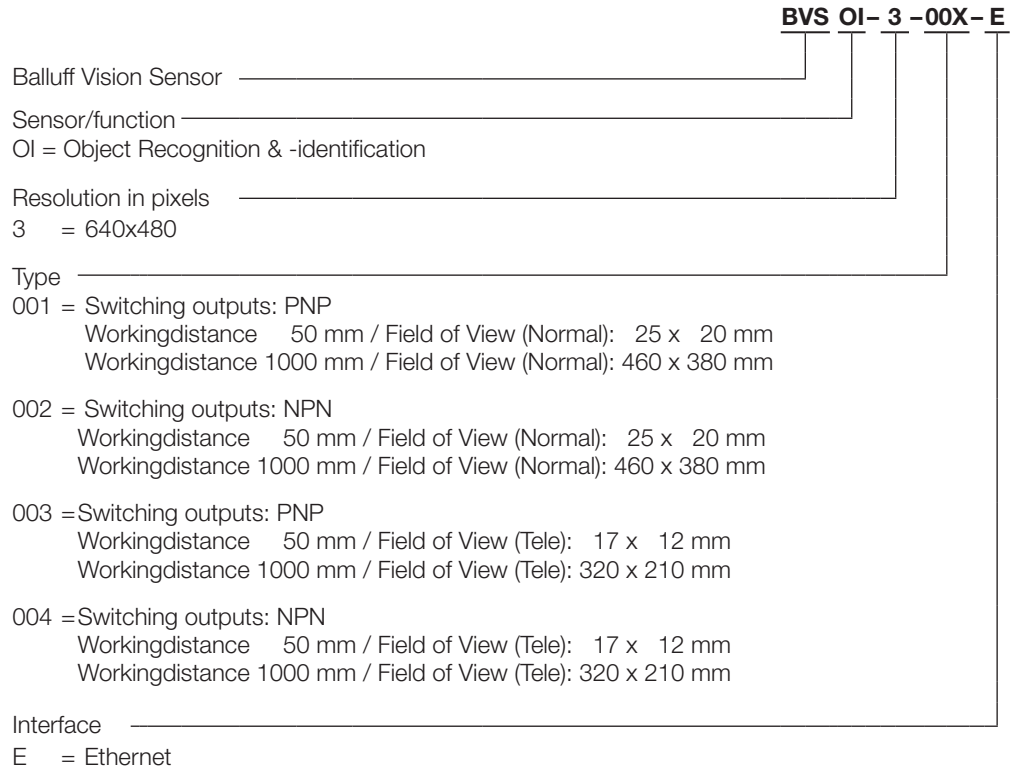 BVS OI– 3 –00X– E
Balluff Vision Sensor
Sensor/function
OI = Object Recognition & -identification
Resolution in pixels
3 = 640x480
Type
001 = Switching outputs: PNP
Workingdistance 50 mm / Field of View (Normal): 25 x 20 mm
Workingdistance 1000 mm / Field of View (Normal): 460 x 380 mm
002 = Switching outputs: NPN
Workingdistance 50 mm / Field of View (Normal): 25 x 20 mm
Workingdistance 1000 mm / Field of View (Normal): 460 x 380 mm
003 =Switching outputs: PNP
Workingdistance 50 mm / Field of View (Tele): 17 x 12 mm
Workingdistance 1000 mm / Field of View (Tele): 320 x 210 mm
004 =Switching outputs: NPN
Workingdistance 50 mm / Field of View (Tele): 17 x 12 mm
Workingdistance 1000 mm / Field of View (Tele): 320 x 210 mm
Interface
E = Ethernet